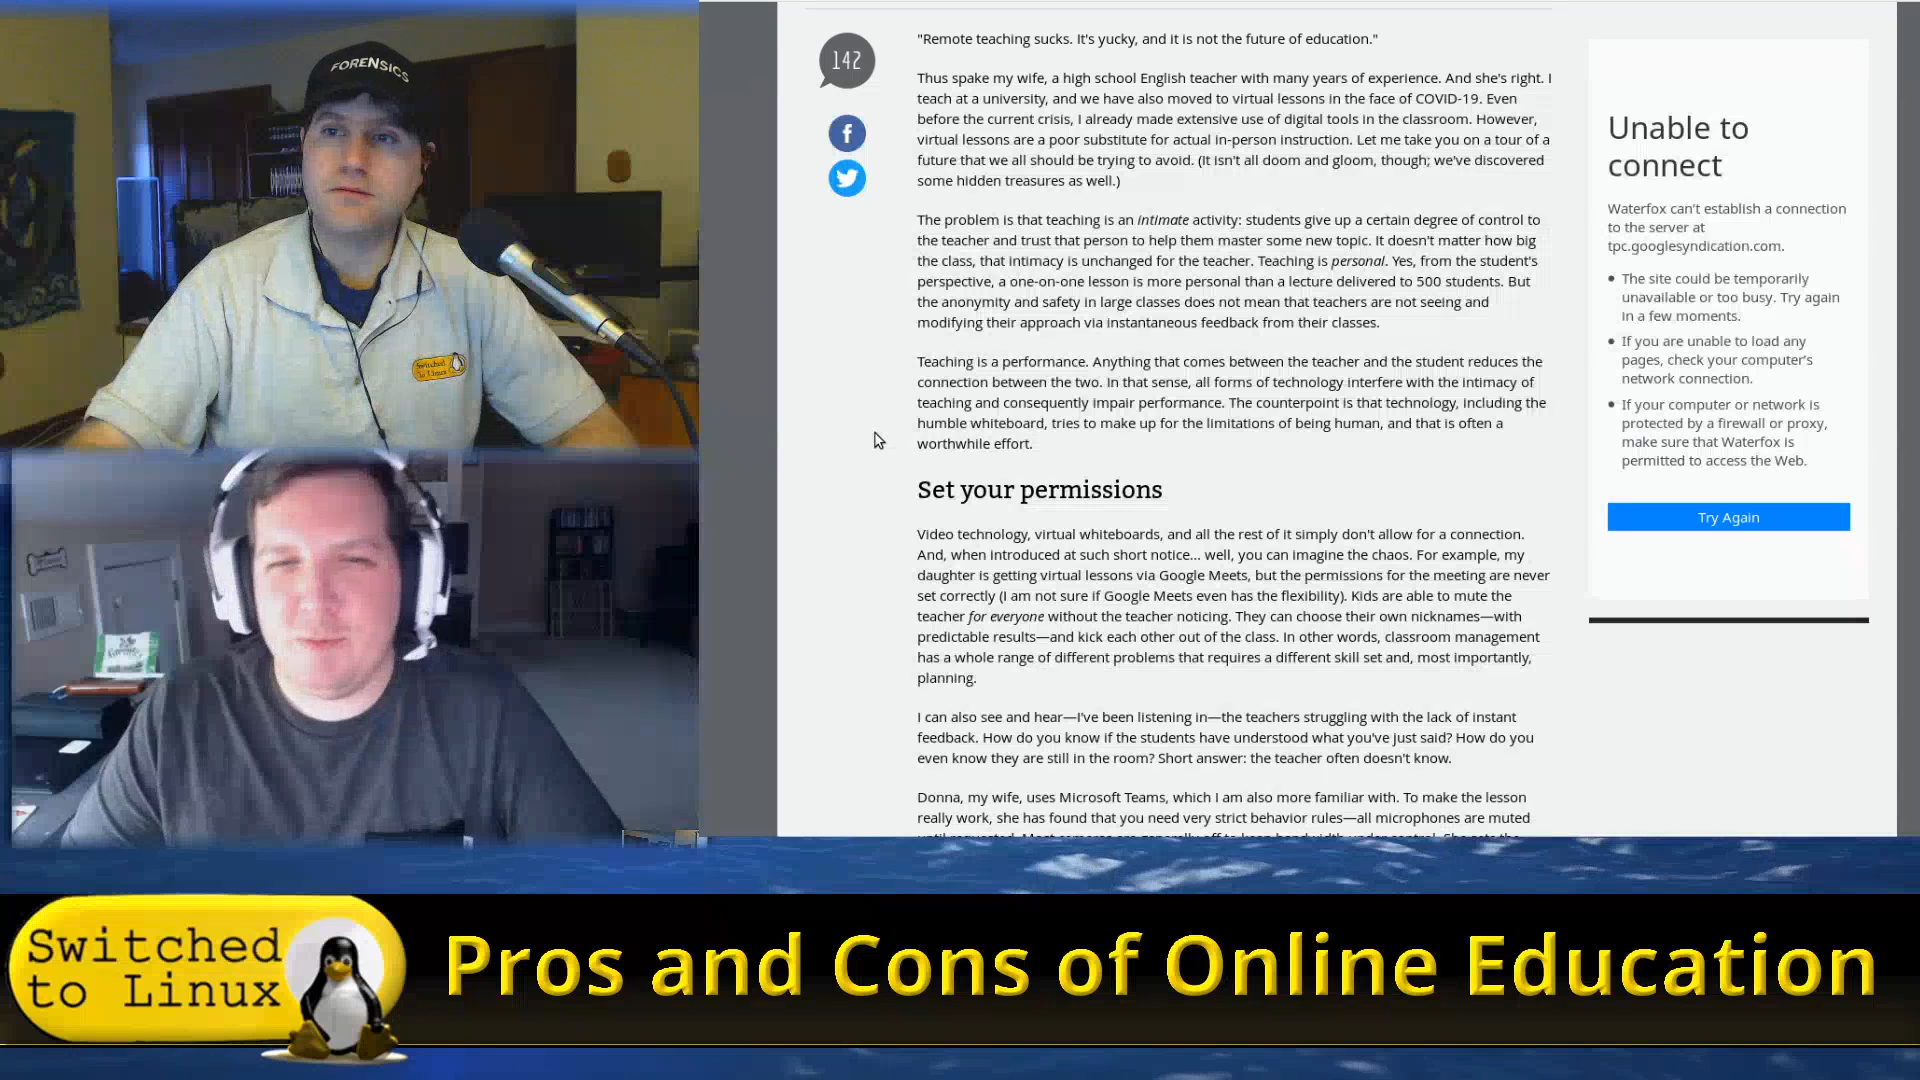 FORENSICS
Switched
to Linux
142
"Remote teaching sucks. It's yucky, and it is not the future of education."
Thus spake my wife, a high school English teacher with many years of experience. And she's right. I
teach at a university, and we have also moved to virtual lessons in the face of COVID-19. Even
before the current crisis, I already made extensive use of digital tools in the classroom. However,
virtual lessons are a poor substitute for actual in-person instruction. Let me take you on a tour of a
future that we all should be trying to avoid. (It isn't all doom and gloom, though; we've discovered
some hidden treasures as well.)
The problem is that teaching is an intimate activity: students give up a certain degree of control to
the teacher and trust that person to help them master some new topic. It doesn't matter how big
the class, that intimacy is unchanged for the teacher. Teaching is personal. Yes, from the student's
perspective, a one-on-one lesson is more personal than a lecture delivered to 500 students. But
the anonymity and safety in large classes does not mean that teachers are not seeing and
modifying their approach via instantaneous feedback from their classes.
Teaching is a performance. Anything that comes between the teacher and the student reduces the
connection between the two. In that sense, all forms of technology interfere with the intimacy of
teaching and consequently impair performance. The counterpoint is that technology, including the
humble whiteboard, tries to make up for the limitations of being human, and that is often a
worthwhile effort.
Set your permissions
Video technology, virtual whiteboards, and all the rest of it simply don't allow for a connection.
And, when introduced at such short notice... well, you can imagine the chaos. For example, my
daughter is getting virtual lessons via Google Meets, but the permissions for the meeting are never
set correctly (I am not sure if Google Meets even has the flexibility). Kids are able to mute the
teacher for everyone without the teacher noticing. They can choose their own nicknames—with
predictable results—and kick each other out of the class. In other words, classroom management
has a whole range of different problems that requires a different skill set and, most importantly,
planning.
I can also see and hear—I've been listening in—the teachers struggling with the lack of instant
feedback. How do you know if the students have understood what you've just said? How do you
even know they are still in the room? Short answer: the teacher often doesn't know.
Donna, my wife, uses Microsoft Teams, which I am also more familiar with. To make the lesson
really work, she has found that you need very strict behavior rules—all microphones are muted
until requested. Most cameras are generally off to keep bandwidth under control. She gets the
Unable to
connect
Waterfox can't establish a connection
to the server at
tpc.googlesyndication.com.
The site could be temporarily
unavailable or too busy. Try again
in a few moments.
If you are unable to load any
pages, check your computer's
network connection.
If your computer or network is
protected by a firewall or proxy,
make sure that Waterfox is
permitted to access the Web.
Try Again
Switched
to Linux
Pros and Cons of Online Education